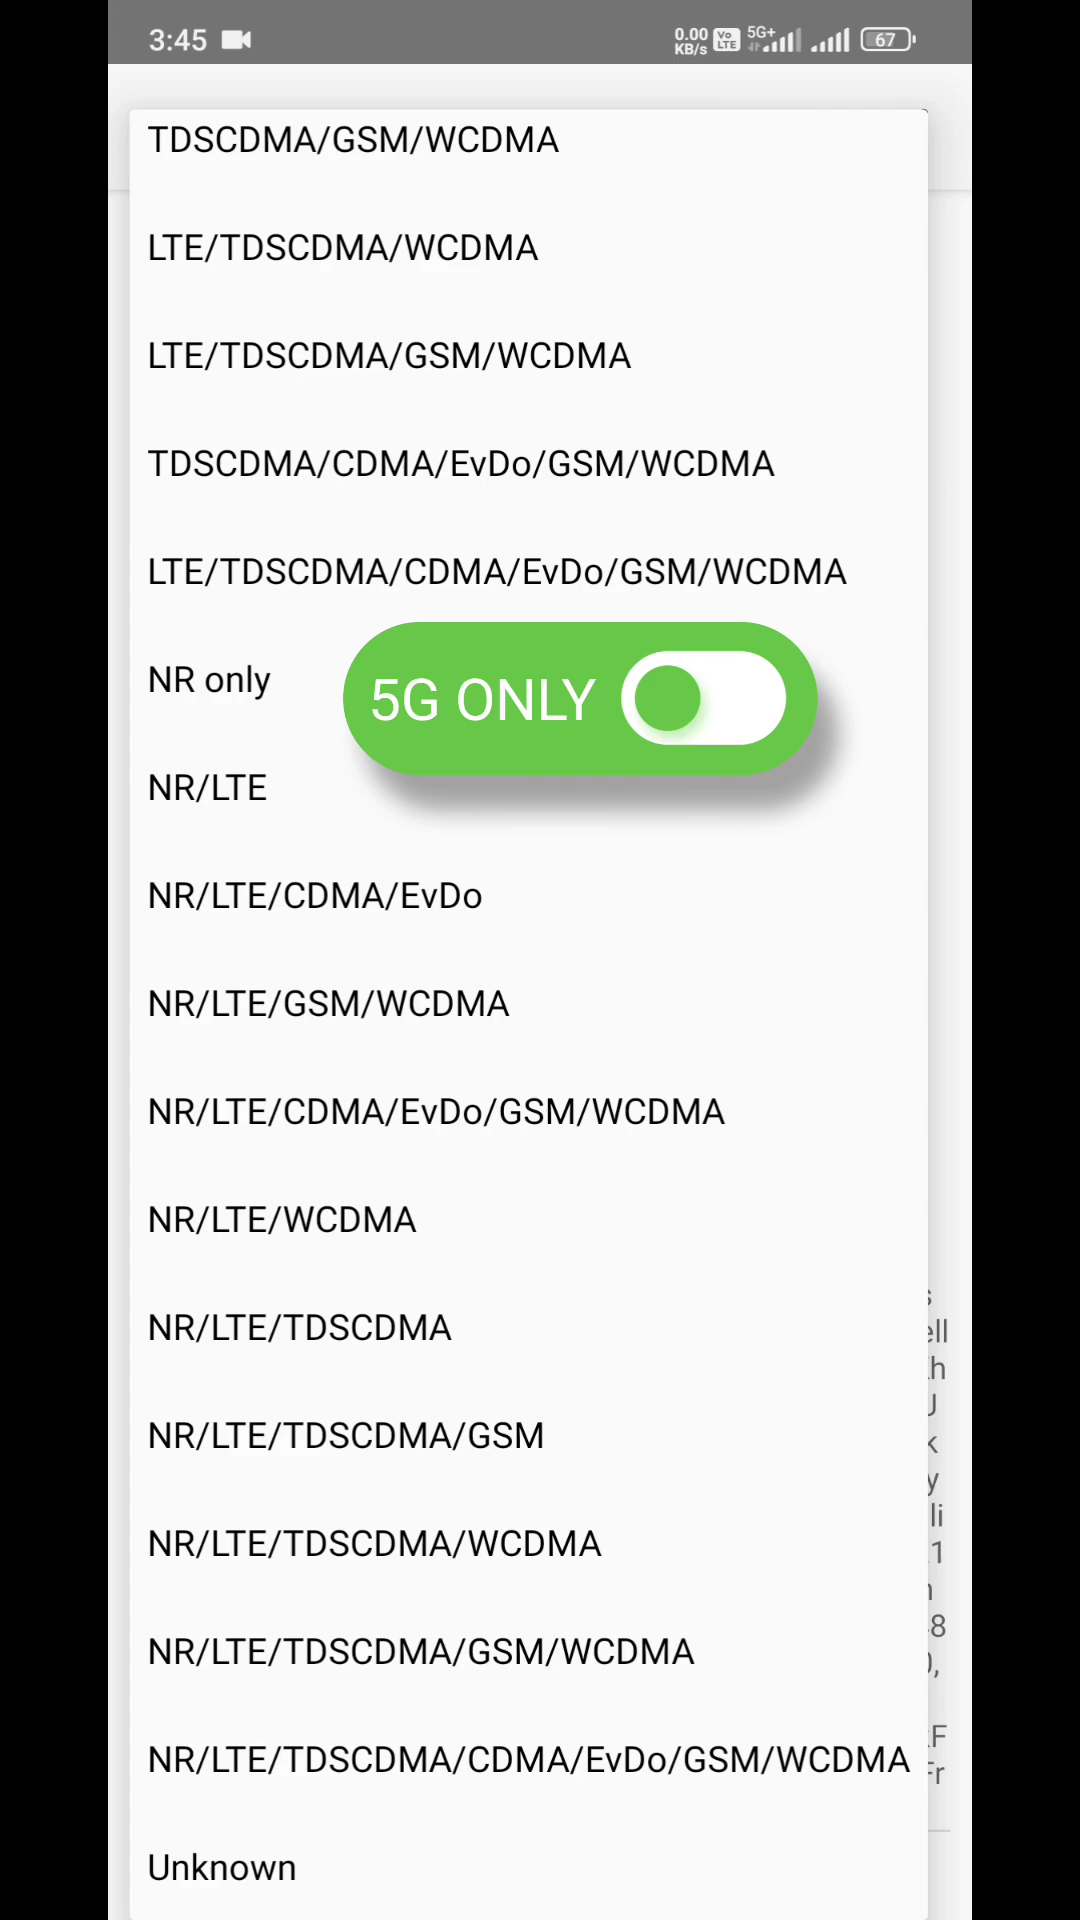 3:45 0.00 KB/s Vo LTE 5G+ 67
TDSCDMA/GSM/WCDMA
LTE/TDSCDMA/WCDMA
LTE/TDSCDMA/GSM/WCDMA
TDSCDMA/CDMA/EvDo/GSM/WCDMA
LTE/TDSCDMA/CDMA/EvDo/GSM/WCDMA
NR only
5G ONLY
NR/LTE
NR/LTE/CDMA/EvDo
NR/LTE/GSM/WCDMA
NR/LTE/CDMA/EvDo/GSM/WCDMA
NR/LTE/WCDMA
NR/LTE/TDSCDMA
NR/LTE/TDSCDMA/GSM
NR/LTE/TDSCDMA/WCDMA
NR/LTE/TDSCDMA/GSM/WCDMA
NR/LTE/TDSCDMA/CDMA/EvDo/GSM/WCDMA
Unknown